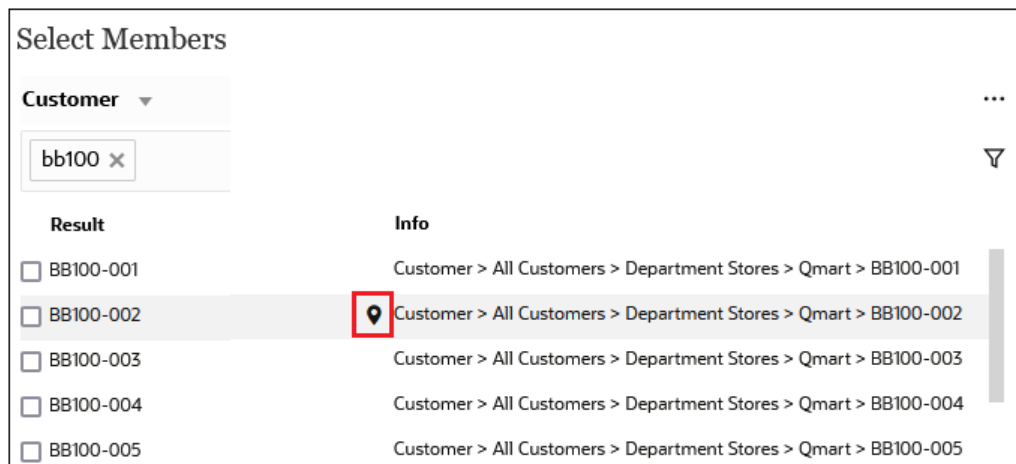 Select Members
Customer
bb100
Result Info
BB100-001 Customer > All Customers > Department Stores > Qmart > BB100-001
BB100-002 Customer > All Customers > Department Stores > Qmart > BB100-002
BB100-003 Customer > All Customers > Department Stores > Qmart > BB100-003
BB100-004 Customer > All Customers > Department Stores > Qmart > BB100-004
BB100-005 Customer > All Customers > Department Stores > Qmart > BB100-005